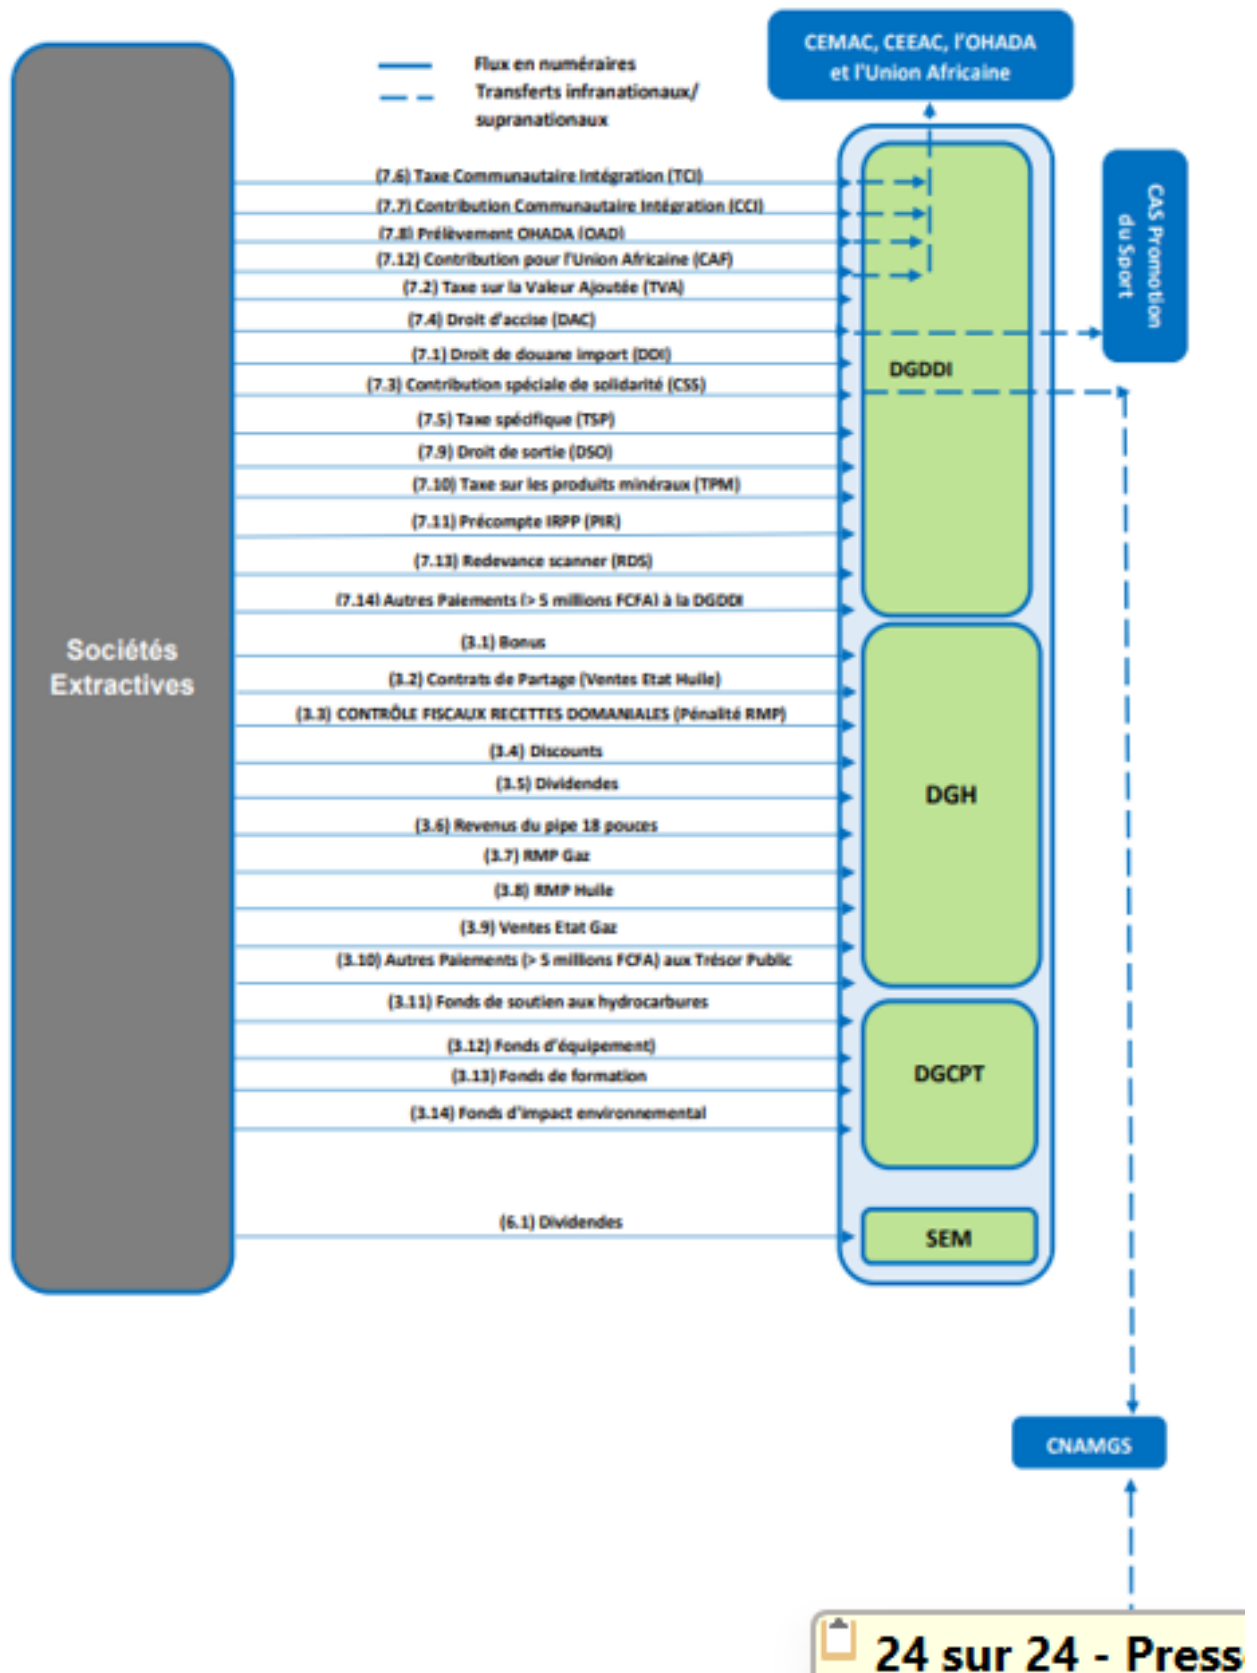 CEMAC, CEEAC, l'OHADA
et l'Union Africaine
Flux en numéraires
Transferts infranationaux/
supranationaux
CAS Promotion
du Sport
(7.6) Taxe Communautaire Intégration (TCI)
(7.7) Contribution Communautaire Intégration (CCI)
(7.8) Prélèvement OHADA (OAD)
(7.12) Contribution pour l'Union Africaine (CAF)
(7.2) Taxe sur la Valeur Ajoutée (TVA)
(7.4) Droit d'accise (DAC)
(7.1) Droit de douane import (DDI)
DGDDI
(7.3) Contribution spéciale de solidarité (CSS)
(7.5) Taxe spécifique (TSP)
(7.9) Droit de sortie (DSO)
(7.10) Taxe sur les produits minéraux (TPM)
(7.11) Précompte IRPP (PIR)
(7.13) Redevance scanner (RDS)
(7.14) Autres Paiements (> 5 millions FCFA) à la DGDDI
Sociétés
Extractives
(3.1) Bonus
(3.2) Contrats de Partage (Ventes Etat Huile)
(3.3) CONTRÔLE FISCAUX RECETTES DOMANIALES (Pénalité RMP)
(3.4) Discounts
(3.5) Dividendes
DGH
(3.6) Revenus du pipe 18 pouces
(3.7) RMP Gaz
(3.8) RMP Huile
(3.9) Ventes Etat Gaz
(3.10) Autres Paiements (> 5 millions FCFA) aux Trésor Public
(3.11) Fonds de soutien aux hydrocarbures
(3.12) Fonds d'équipement)
(3.13) Fonds de formation
DGCPT
(3.14) Fonds d'impact environnemental
(6.1) Dividendes
SEM
CNAMGS
24 sur 24 - Press